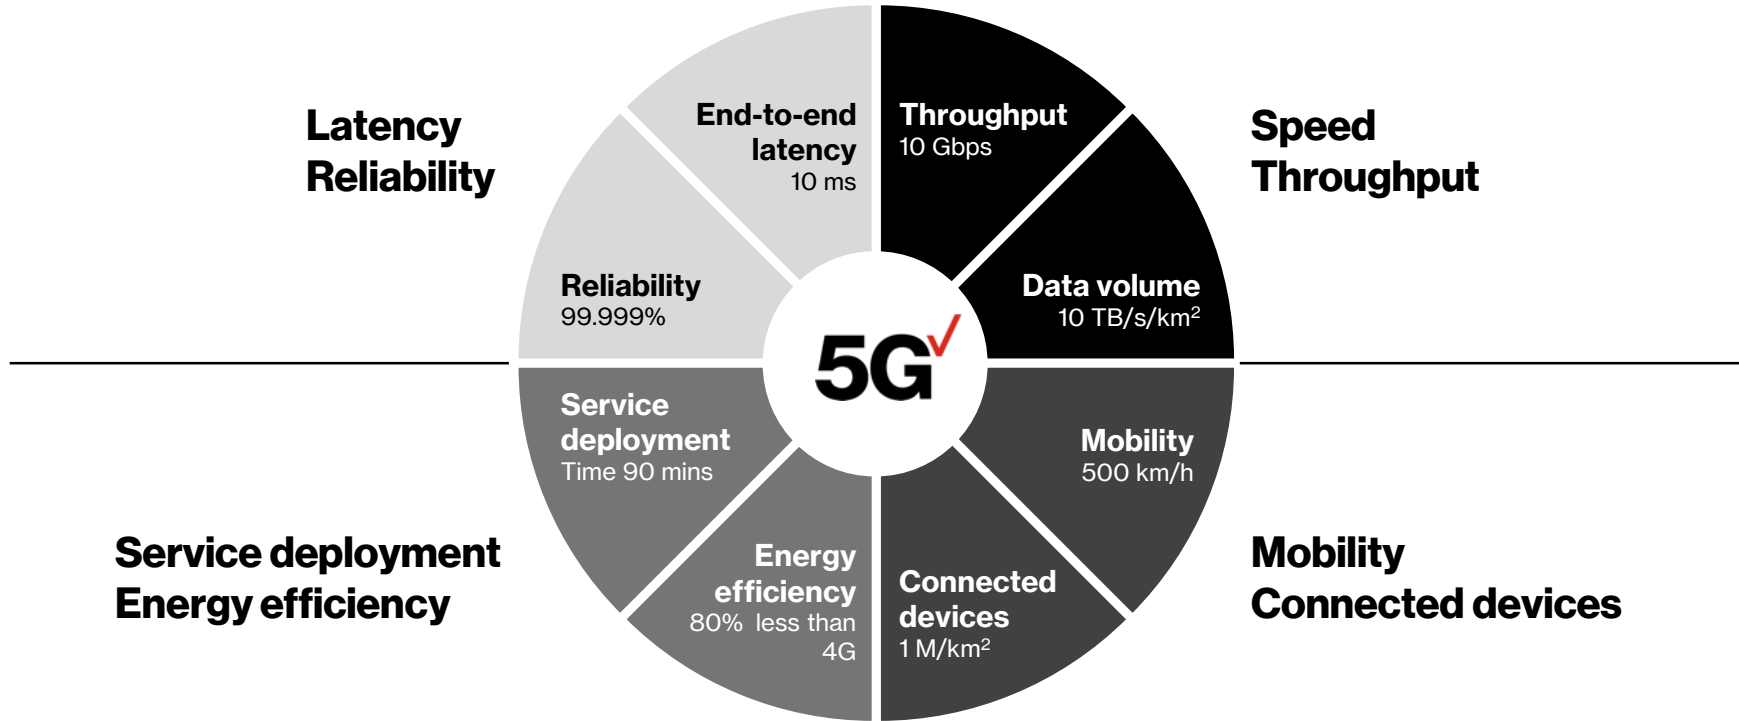 Latency
Reliability
End-to-end
latency
10 ms
Throughput
10 Gbps
Speed
Throughput
Reliability
99.999%
Data volume
10 TB/s/km²
5G
Service
deployment
Time 90 mins
Mobility
500 km/h
Service deployment
Energy efficiency
Energy
efficiency
80% less than
4G
Connected
devices
1 M/km²
Mobility
Connected devices